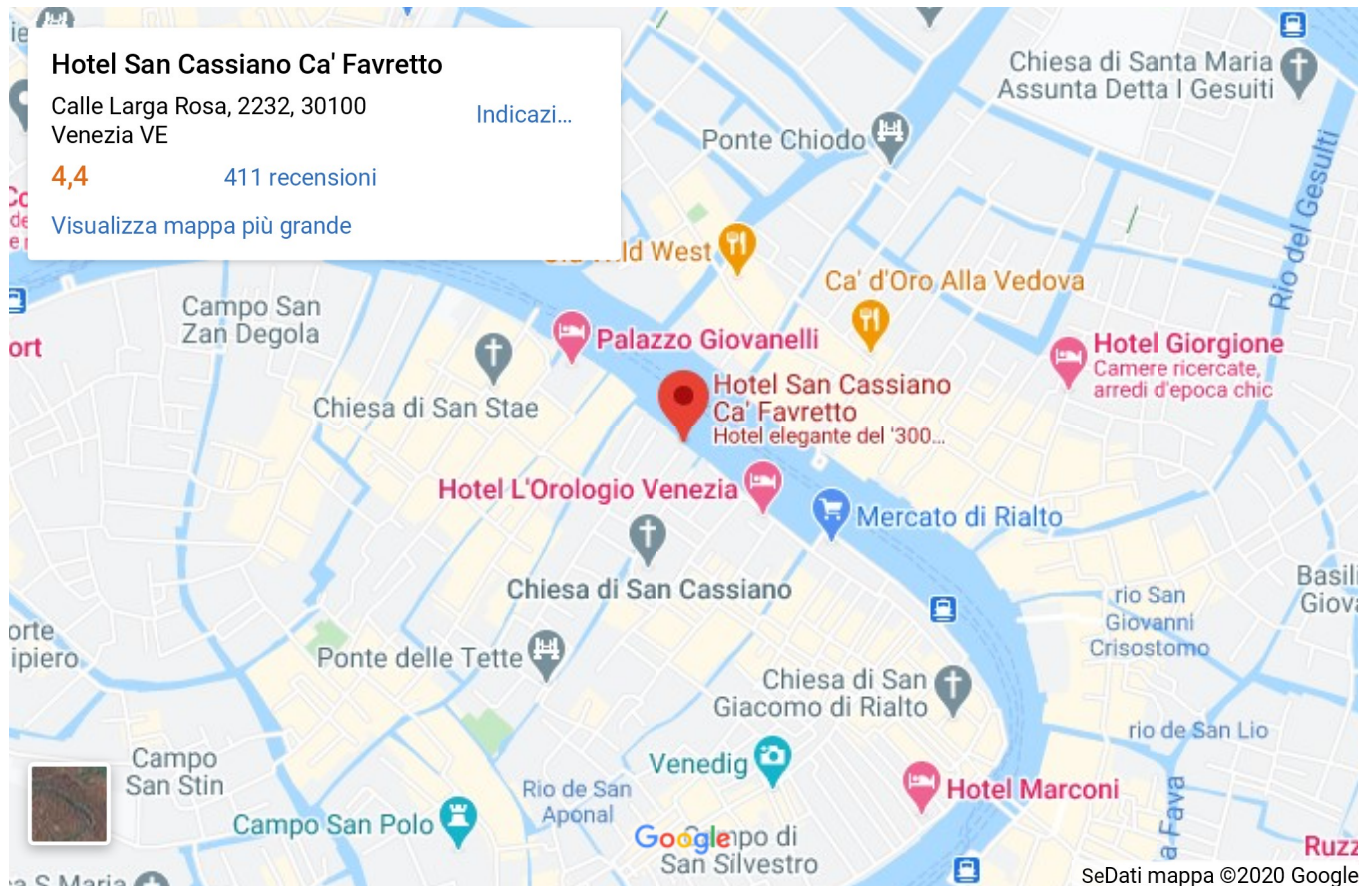 Hotel San Cassiano Ca' Favretto
Calle Larga Rosa, 2232, 30100
Venezia VE
Indicazi...
4,4
411 recensioni
Visualizza mappa più grande
Chiesa di Santa Maria
Assunta Detta I Gesuiti
Ponte Chiodo
Rio del Gesulti
West
Ca' d'Oro Alla Vedova
Campo San
Zan Degola
Palazzo Giovanelli
Hotel Giorgione
Camere ricercate,
arredi d'epoca chic
Chiesa di San Stae
Hotel San Cassiano
Ca' Favretto
Hotel elegante del '300...
Hotel L'Orologio Venezia
Mercato di Rialto
Chiesa di San Cassiano
rio San
Giovanni
Crisostomo
Ponte delle Tette
Chiesa di San
Giacomo di Rialto
rio de San Lio
Campo
San Stin
Venedig
Rio de San
Aponal
Hotel Marconi
Campo San Polo
Google
di
San Silvestro
a Fava
SeDati mappa ©2020 Google